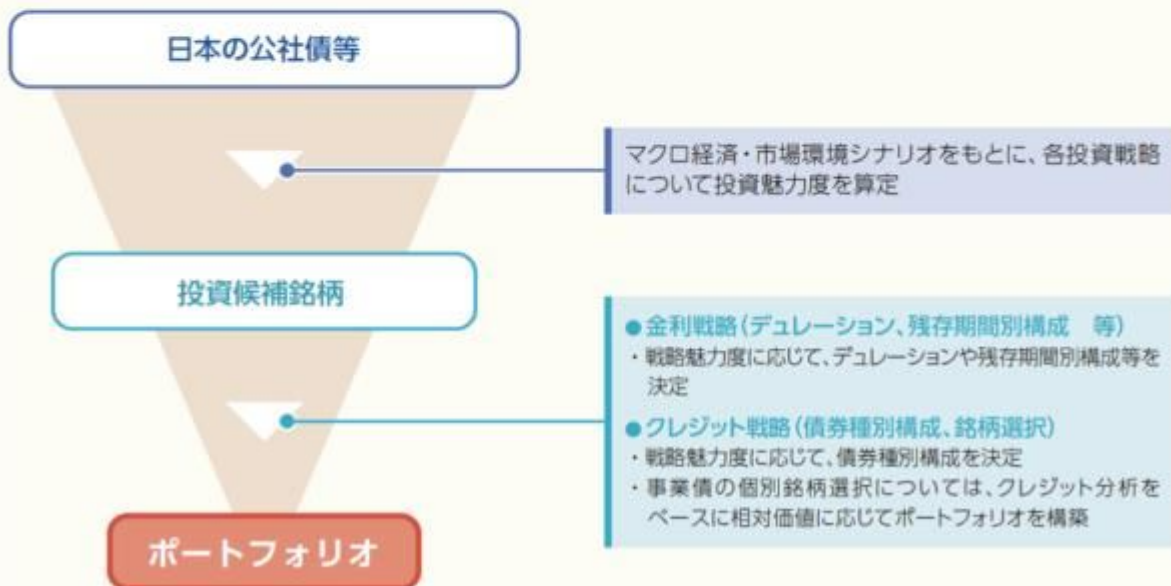 日本の公社債等
マクロ経済・市場環境シナリオをもとに、各投資戦略
について投資魅力度を算定
投資候補銘柄
●金利戦略(デュレーション、残存期間別構成　等)
・戦略魅力度に応じて、デュレーションや残存期間別構成等を
決定
●クレジット戦略(債券種別構成、銘柄選択)
・戦略魅力度に応じて、債券種別構成を決定
・事業債の個別銘柄選択については、クレジット分析を
ベースに相対価値に応じてポートフォリオを構築
ポートフォリオ